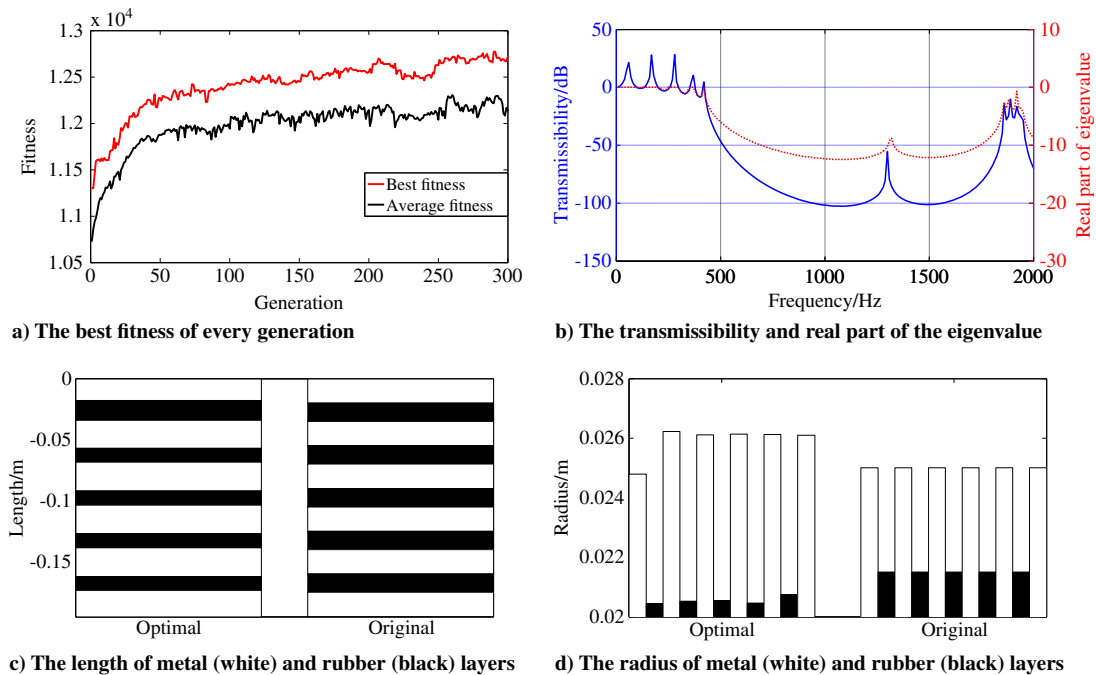 x 10^4
1.3
1.25
1.2
1.15
1.1
1.05
0
50
100
150
200
250
300
Fitness
Generation
Best fitness
Average fitness
a) The best fitness of every generation
50
0
-50
-100
-150
Transmissibility/dB
10
0
-10
-20
-30
Real part of eigenvalue
0
500
1000
1500
2000
Frequency/Hz
b) The transmissibility and real part of the eigenvalue
0
-0.05
-0.1
-0.15
Length/m
Optimal
Original
c) The length of metal (white) and rubber (black) layers
0.028
0.026
0.024
0.022
0.02
Radius/m
Optimal
Original
d) The radius of metal (white) and rubber (black) layers